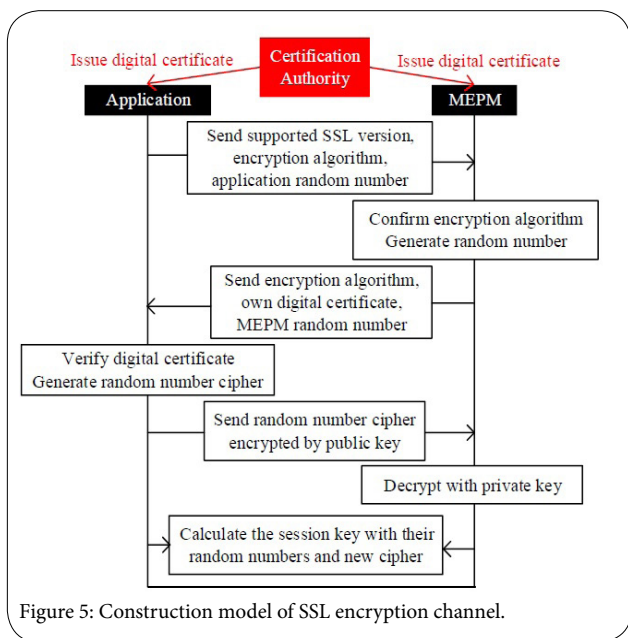 Issue digital certificate
Certification
Authority
Issue digital certificate
Application
MEPM
Send supported SSL version,
encryption algorithm,
application random number
Confirm encryption algorithm
Generate random number
Send encryption algorithm,
own digital certificate,
MEPM random number
Verify digital certificate
Generate random number cipher
Send random number cipher
encrypted by public key
Decrypt with private key
Calculate the session key with their
random numbers and new cipher
Figure 5: Construction model of SSL encryption channel.